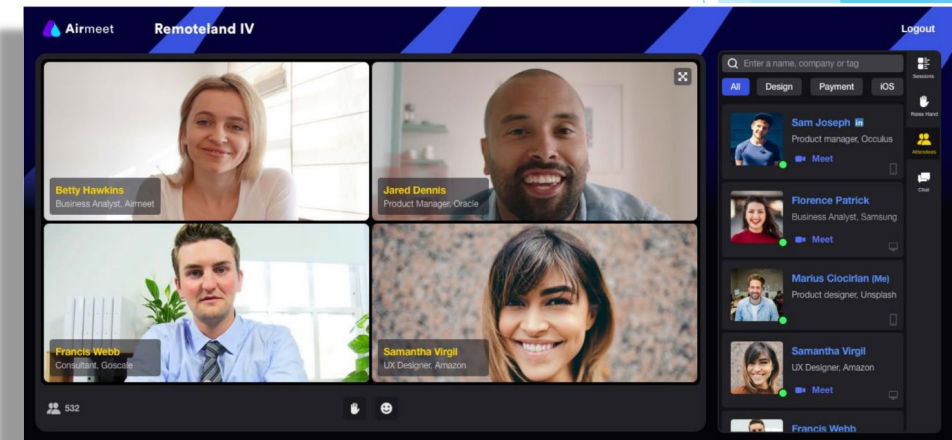 Airmeet
Remoteland IV
Logout
Betty Hawkins
Business Analyst, Airmeet
Jared Dennis
Product Manager, Oracle
Francis Webb
Consultant, Goscale
Samantha Virgil
UX Designer, Amazon
532
Enter a name, company or tag
All Design Payment iOS
Sam Joseph in
Product manager, Occulus
Meet
Florence Patrick
Business Analyst, Samsung
Meet
Marius Ciocirlan (Me)
Product designer, Unsplash
Samantha Virgil
UX Designer, Amazon
Meet
Francis Webb
Sessions
Raise Hand
Attendees
Chat